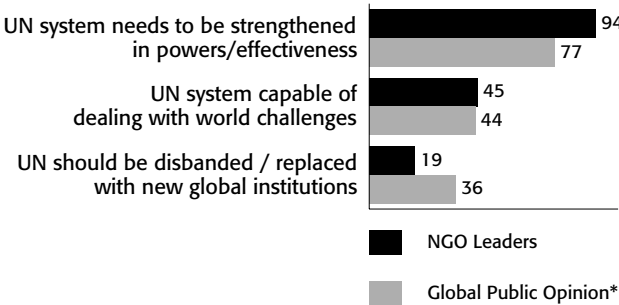 UN system needs to be strengthened
in powers/effectiveness
94
77
UN system capable of
dealing with world challenges
45
44
UN should be disbanded / replaced
with new global institutions
19
36
NGO Leaders
Global Public Opinion*